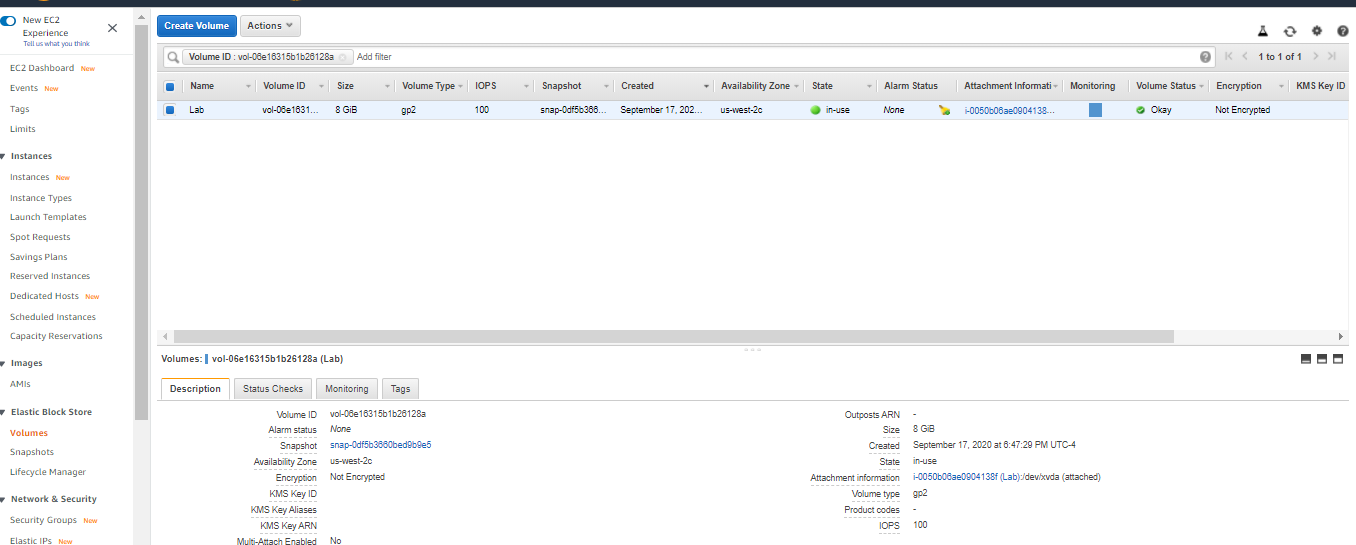 New EC2
Experience
Tell us what you think
EC2 Dashboard New
Events New
Tags
Limits
Instances
Instances New
Instance Types
Launch Templates
Spot Requests
Savings Plans
Reserved Instances
Dedicated Hosts New
Scheduled Instances
Capacity Reservations
Images
AMIs
Elastic Block Store
Volumes
Snapshots
Lifecycle Manager
Network & Security
Security Groups New
Elastic IPs New
Create Volume Actions
Volume ID : vol-06e16315b1b26128a Add filter
1 to 1 of 1
Name Volume ID Size Volume Type IOPS Snapshot Created Availability Zone State Alarm Status Attachment Informati Monitoring Volume Status Encryption KMS Key ID
Lab vol-06e1631... 8 GiB gp2 100 snap-0df5b366... September 17, 202... us-west-2c in-use None i-0050b06ae0904138... Okay Not Encrypted
Volumes: vol-06e16315b1b26128a (Lab)
Description Status Checks Monitoring Tags
Volume ID vol-06e16315b1b26128a Outposts ARN -
Alarm status None Size 8 GiB
Snapshot snap-0df5b3660bed9b9e5 Created September 17, 2020 at 6:47:29 PM UTC-4
Availability Zone us-west-2c State in-use
Encryption Not Encrypted Attachment information i-0050b06ae0904138f (Lab):/dev/xvda (attached)
KMS Key ID Volume type gp2
KMS Key Aliases Product codes -
KMS Key ARN IOPS 100
Multi-Attach Enabled No